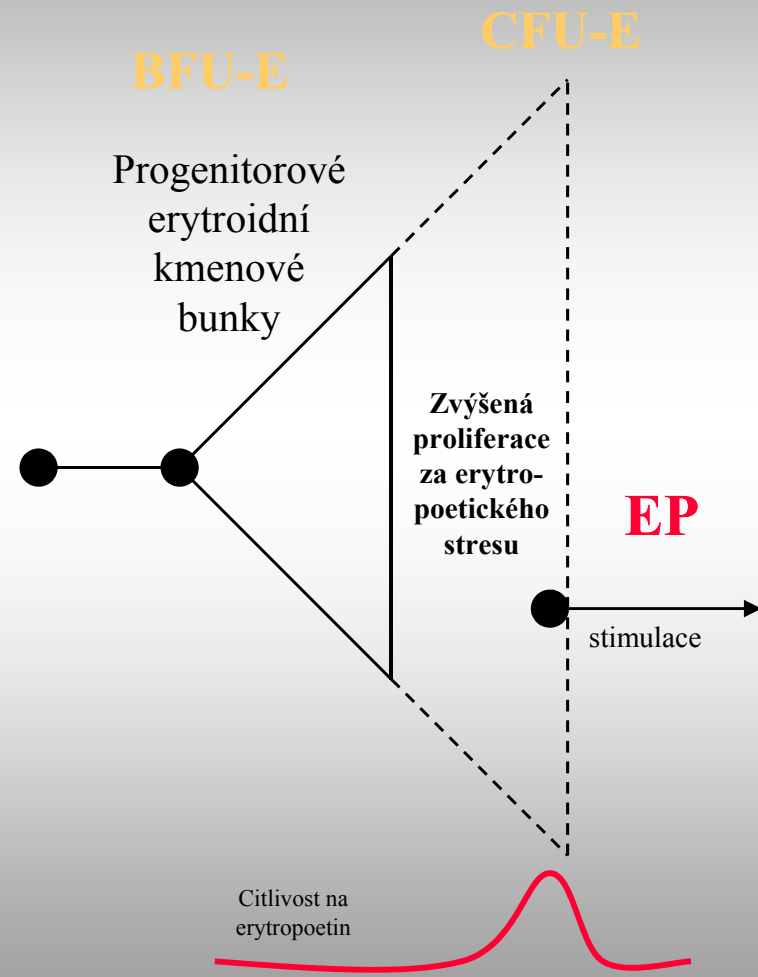 CFU-E
BFU-E
Progenitorové
erytroidní
kmenové
bunky
Zvýšená
proliferace
za erytro-
poetického
stresu
EP
stimulace
Citlivost na
erytropoetin